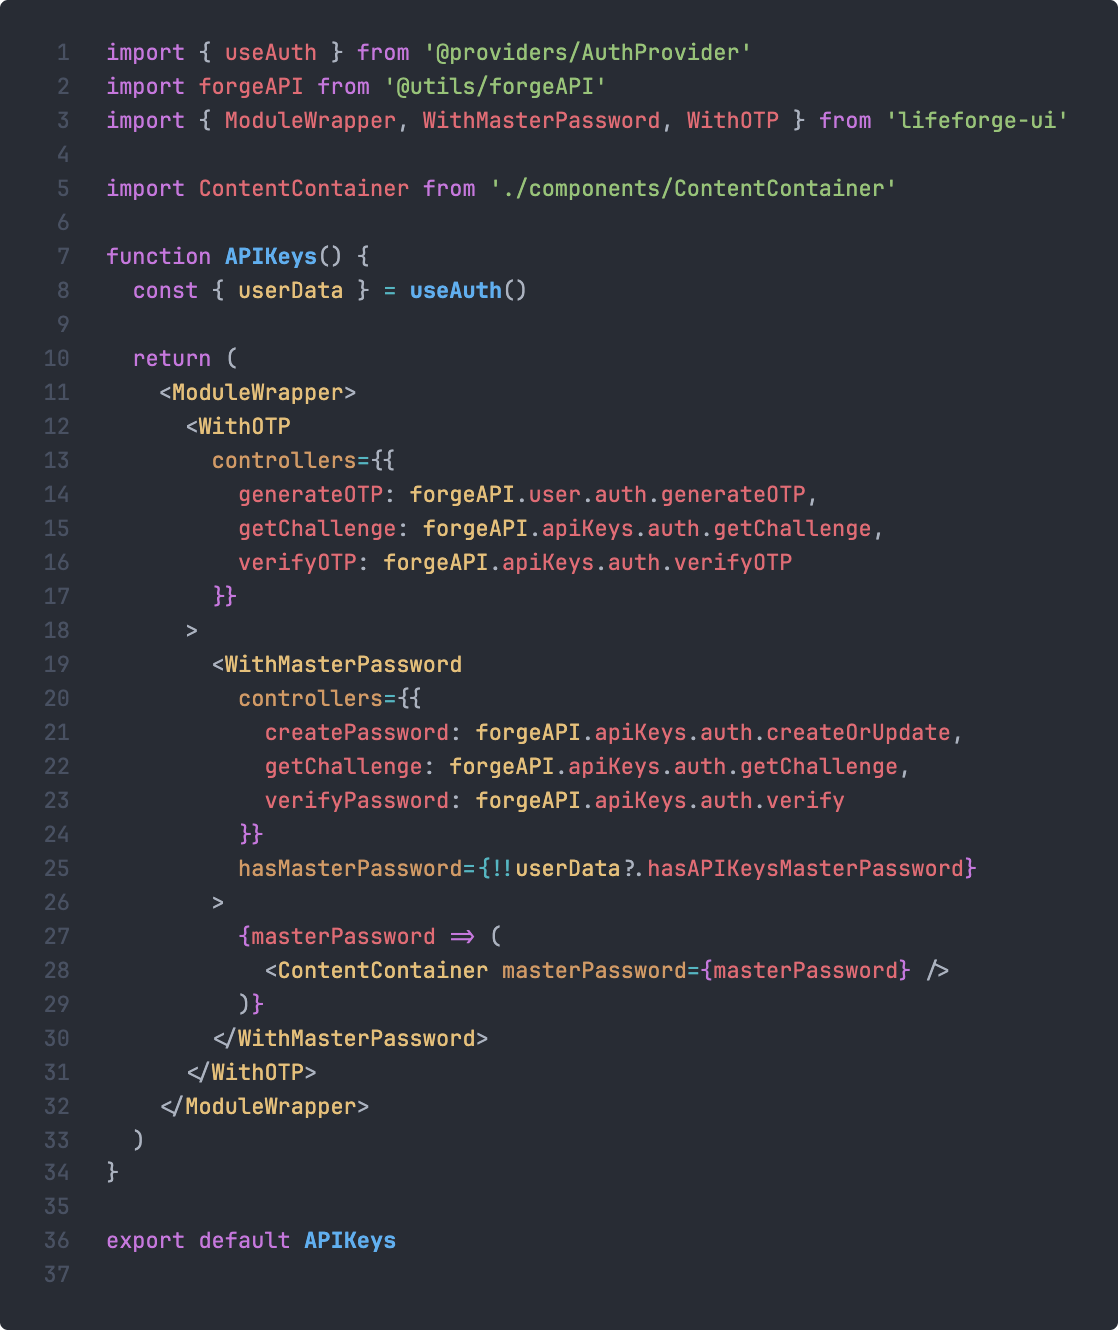 1 import { useAuth } from '@providers/AuthProvider'
2 import forgeAPI from '@utils/forgeAPI'
3 import { ModuleWrapper, WithMasterPassword, WithOTP } from 'lifeforge-ui'
4
5 import ContentContainer from './components/ContentContainer'
6
7 function APIKeys() {
8   const { userData } = useAuth()
9
10   return (
11     <ModuleWrapper>
12       <WithOTP
13         controllers={{
14           generateOTP: forgeAPI.user.auth.generateOTP,
15           getChallenge: forgeAPI.apiKeys.auth.getChallenge,
16           verifyOTP: forgeAPI.apiKeys.auth.verifyOTP
17         }}
18       >
19         <WithMasterPassword
20           controllers={{
21             createPassword: forgeAPI.apiKeys.auth.createOrUpdate,
22             getChallenge: forgeAPI.apiKeys.auth.getChallenge,
23             verifyPassword: forgeAPI.apiKeys.auth.verify
24           }}
25           hasMasterPassword={!!userData?.hasAPIKeysMasterPassword}
26         >
27           {masterPassword => (
28             <ContentContainer masterPassword={masterPassword} />
29           )}
30         </WithMasterPassword>
31       </WithOTP>
32     </ModuleWrapper>
33   )
34 }
35
36 export default APIKeys
37